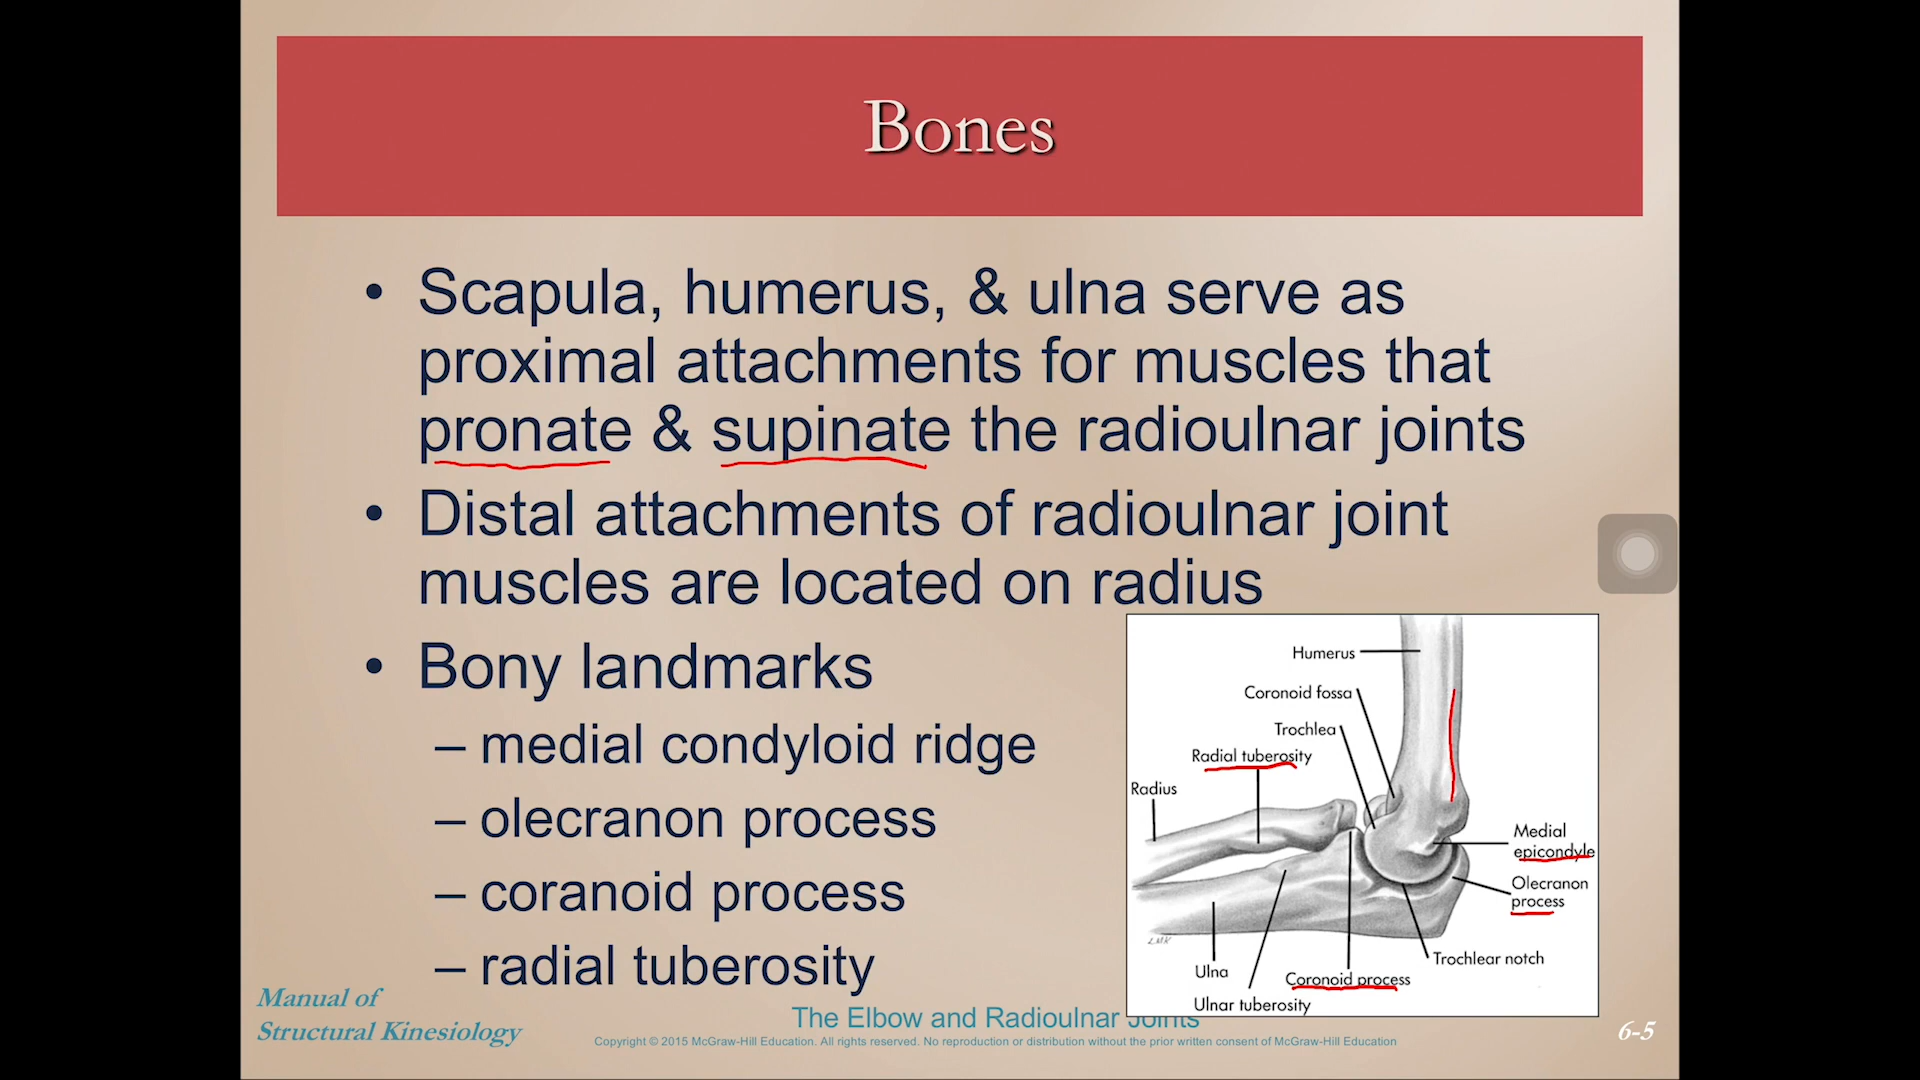 Bones
• Scapula, humerus, & ulna serve as
proximal attachments for muscles that
pronate & supinate the radioulnar joints
• Distal attachments of radioulnar joint
muscles are located on radius
• Bony landmarks
– medial condyloid ridge
– olecranon process
– coranoid process
– radial tuberosity
Humerus
Coronoid fossa
Trochlea
Radial tuberosity
Radius
Medial
epicondyle
Olecranon
process
Trochlear notch
Ulna
Coronoid process
Ulnar tuberosity
LMK
Manual of
Structural Kinesiology
The Elbow and Radioulnar Joints
Copyright © 2015 McGraw-Hill Education. All rights reserved. No reproduction or distribution without the prior written consent of McGraw-Hill Education
6-5